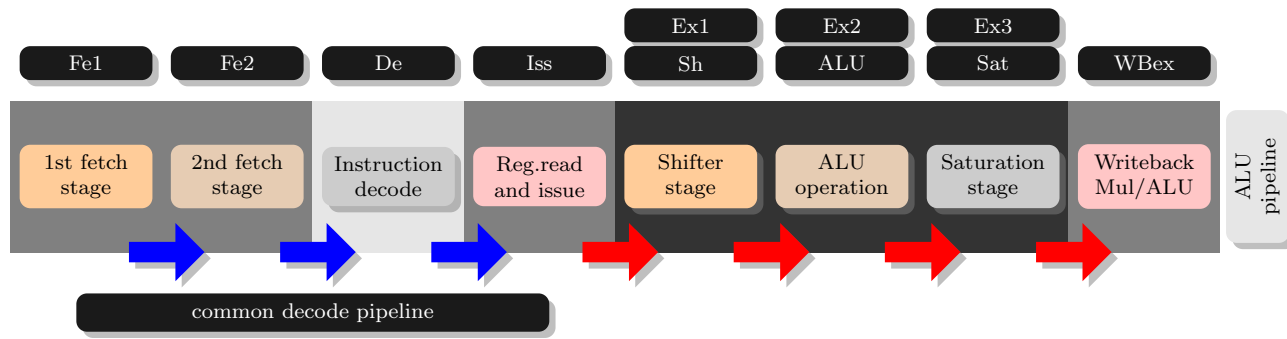 Ex1
Ex2
Ex3
Fe1
Fe2
De
Iss
Sh
ALU
Sat
WBex
1st fetch
stage
2nd fetch
stage
Instruction
decode
Reg.read
and issue
Shifter
stage
ALU
operation
Saturation
stage
Writeback
Mul/ALU
ALU
pipeline
common decode pipeline